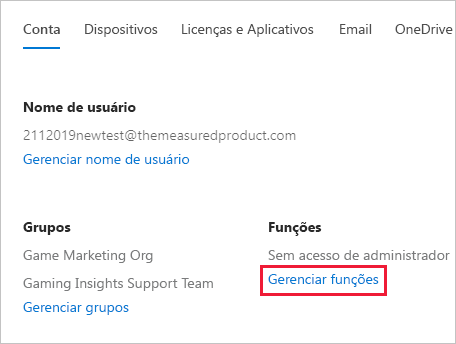 Conta Dispositivos Licenças e Aplicativos Email OneDrive
Nome de usuário
2112019newtest@themeasuredproduct.com
Gerenciar nome de usuário
Grupos
Game Marketing Org
Gaming Insights Support Team
Gerenciar grupos
Funções
Sem acesso de administrador
Gerenciar funções